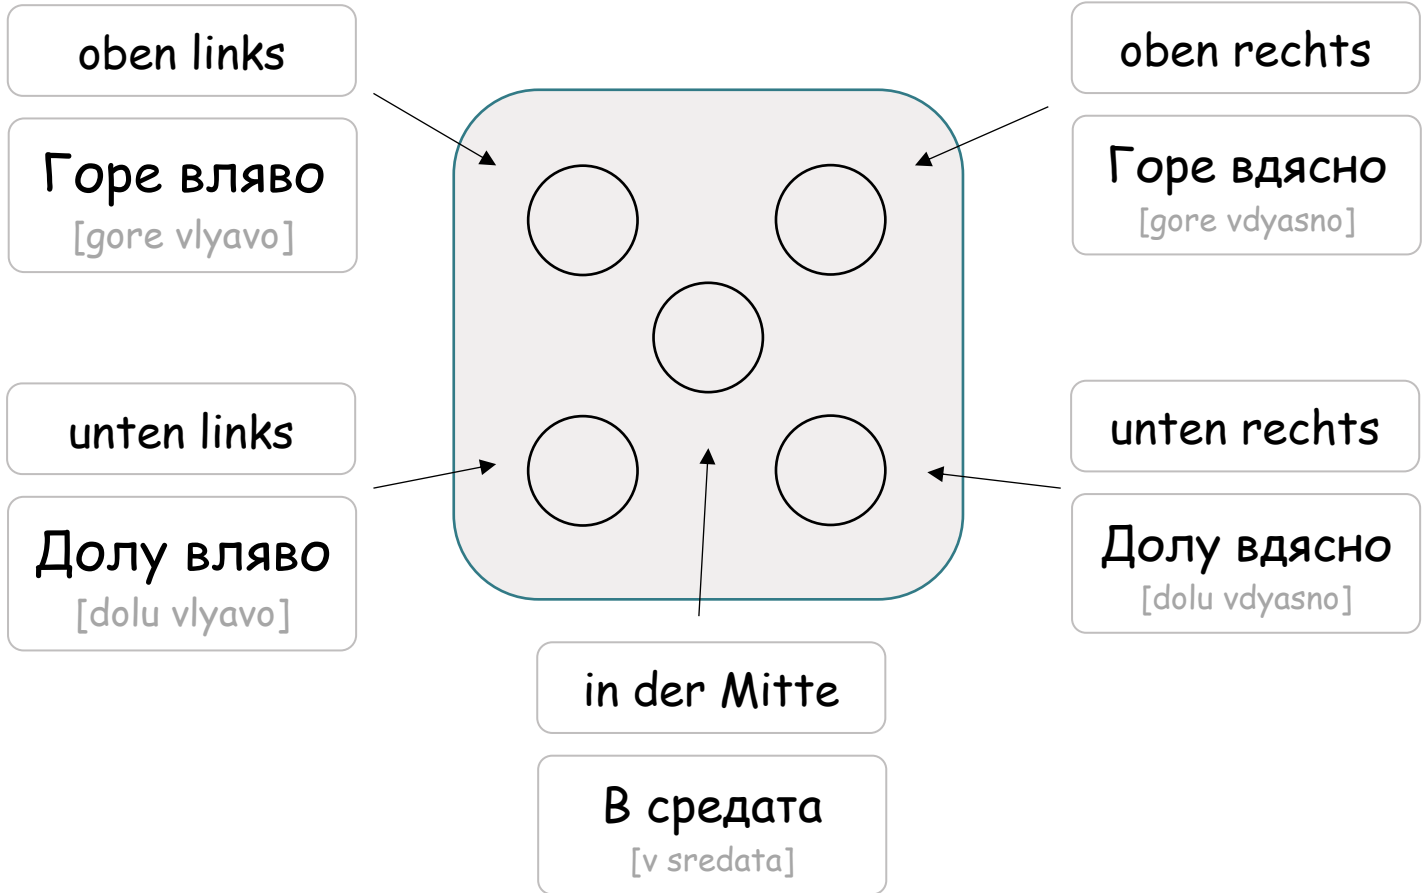 oben links
Горе вляво
[gore vlyavo]
oben rechts
Горе вдясно
[gore vdyasno]
unten links
Долу вляво
[dolu vlyavo]
unten rechts
Долу вдясно
[dolu vdyasno]
in der Mitte
В средата
[v sredata]